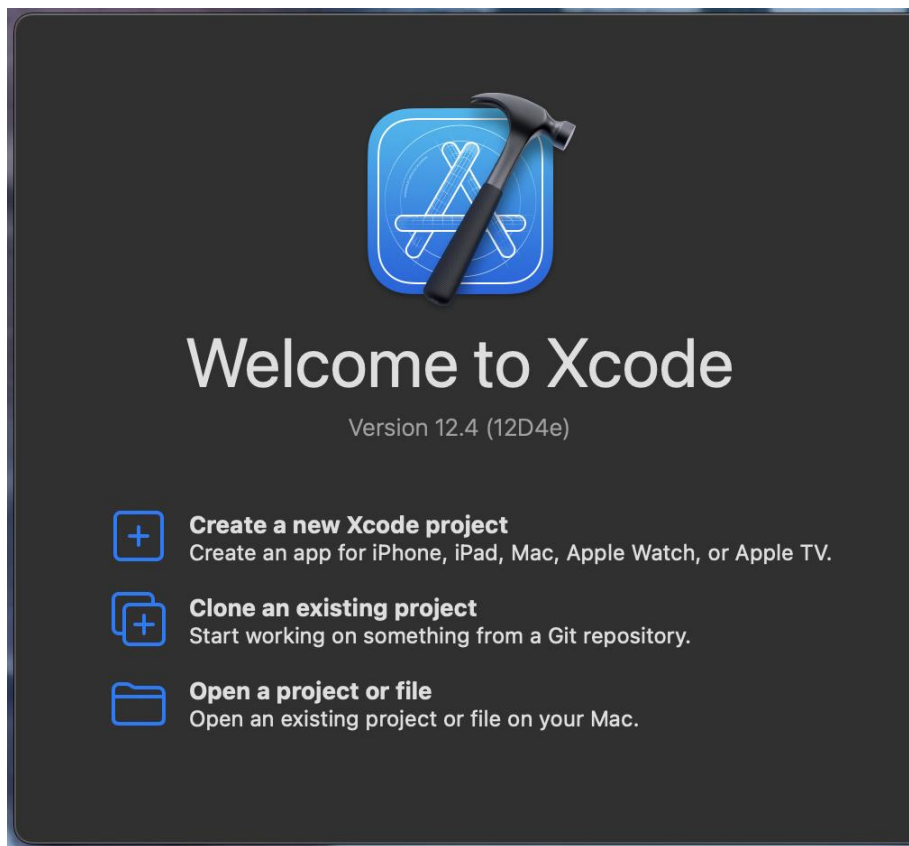 Welcome to Xcode
Version 12.4 (12D4e)
Create a new Xcode project
Create an app for iPhone, iPad, Mac, Apple Watch, or Apple TV.
Clone an existing project
Start working on something from a Git repository.
Open a project or file
Open an existing project or file on your Mac.